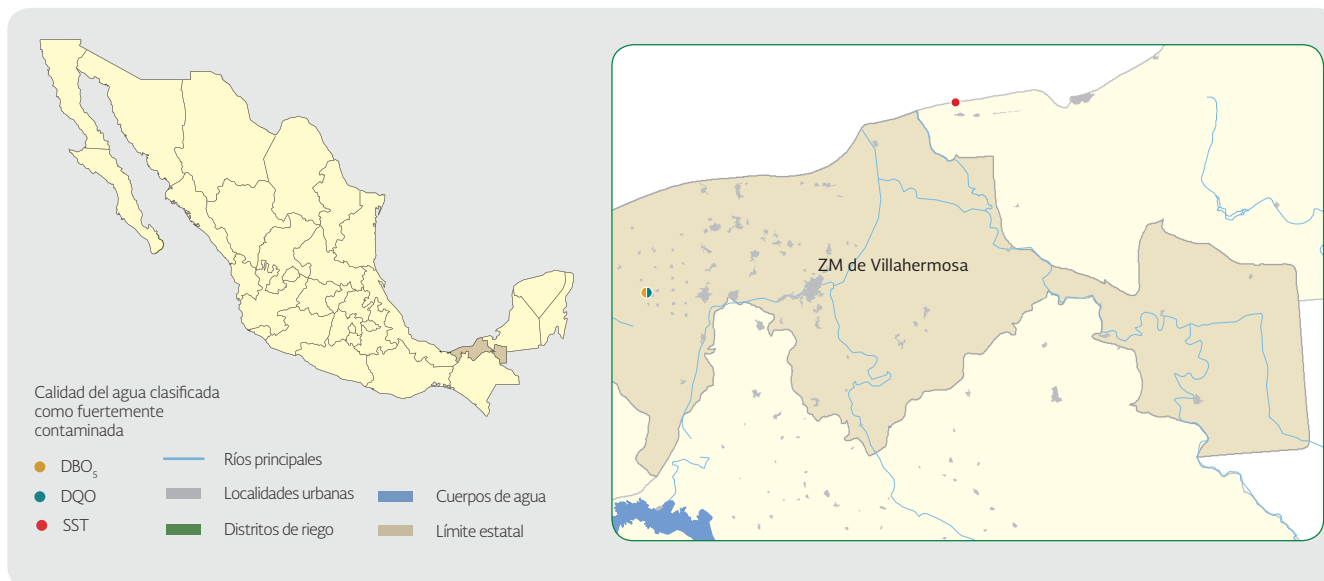 ZM de Villahermosa
Calidad del agua clasificada
como fuertemente
contaminada
DBO₅
DQO
SST
Ríos principales
Localidades urbanas
Distritos de riego
Cuerpos de agua
Límite estatal